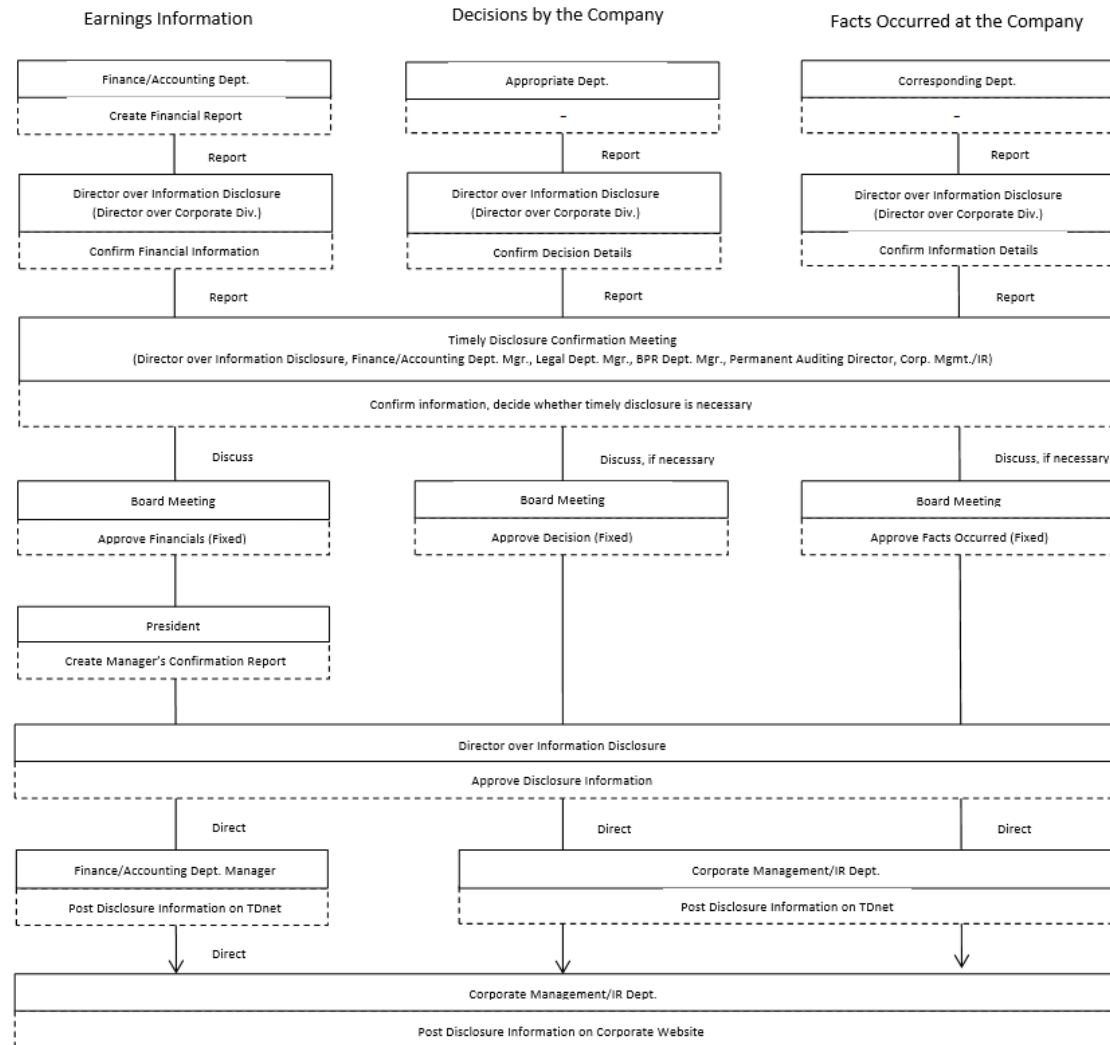 Earnings Information
Decisions by the Company
Facts Occurred at the Company
Finance/Accounting Dept.
Appropriate Dept.
Corresponding Dept.
Create Financial Report
-
-
Report
Report
Report
Director over Information Disclosure
(Director over Corporate Div.)
Director over Information Disclosure
(Director over Corporate Div.)
Director over Information Disclosure
(Director over Corporate Div.)
Confirm Financial Information
Confirm Decision Details
Confirm Information Details
Report
Report
Report
Timely Disclosure Confirmation Meeting
(Director over Information Disclosure, Finance/Accounting Dept. Mgr., Legal Dept. Mgr., BPR Dept. Mgr., Permanent Auditing Director, Corp. Mgmt./IR)
Confirm information, decide whether timely disclosure is necessary
Discuss
Discuss, if necessary
Discuss, if necessary
Board Meeting
Board Meeting
Board Meeting
Approve Financials (Fixed)
Approve Decision (Fixed)
Approve Facts Occurred (Fixed)
President
Create Manager's Confirmation Report
Director over Information Disclosure
Approve Disclosure Information
Direct
Direct
Direct
Finance/Accounting Dept. Manager
Corporate Management/IR Dept.
Post Disclosure Information on TDnet
Post Disclosure Information on TDnet
Direct
Corporate Management/IR Dept.
Post Disclosure Information on Corporate Website